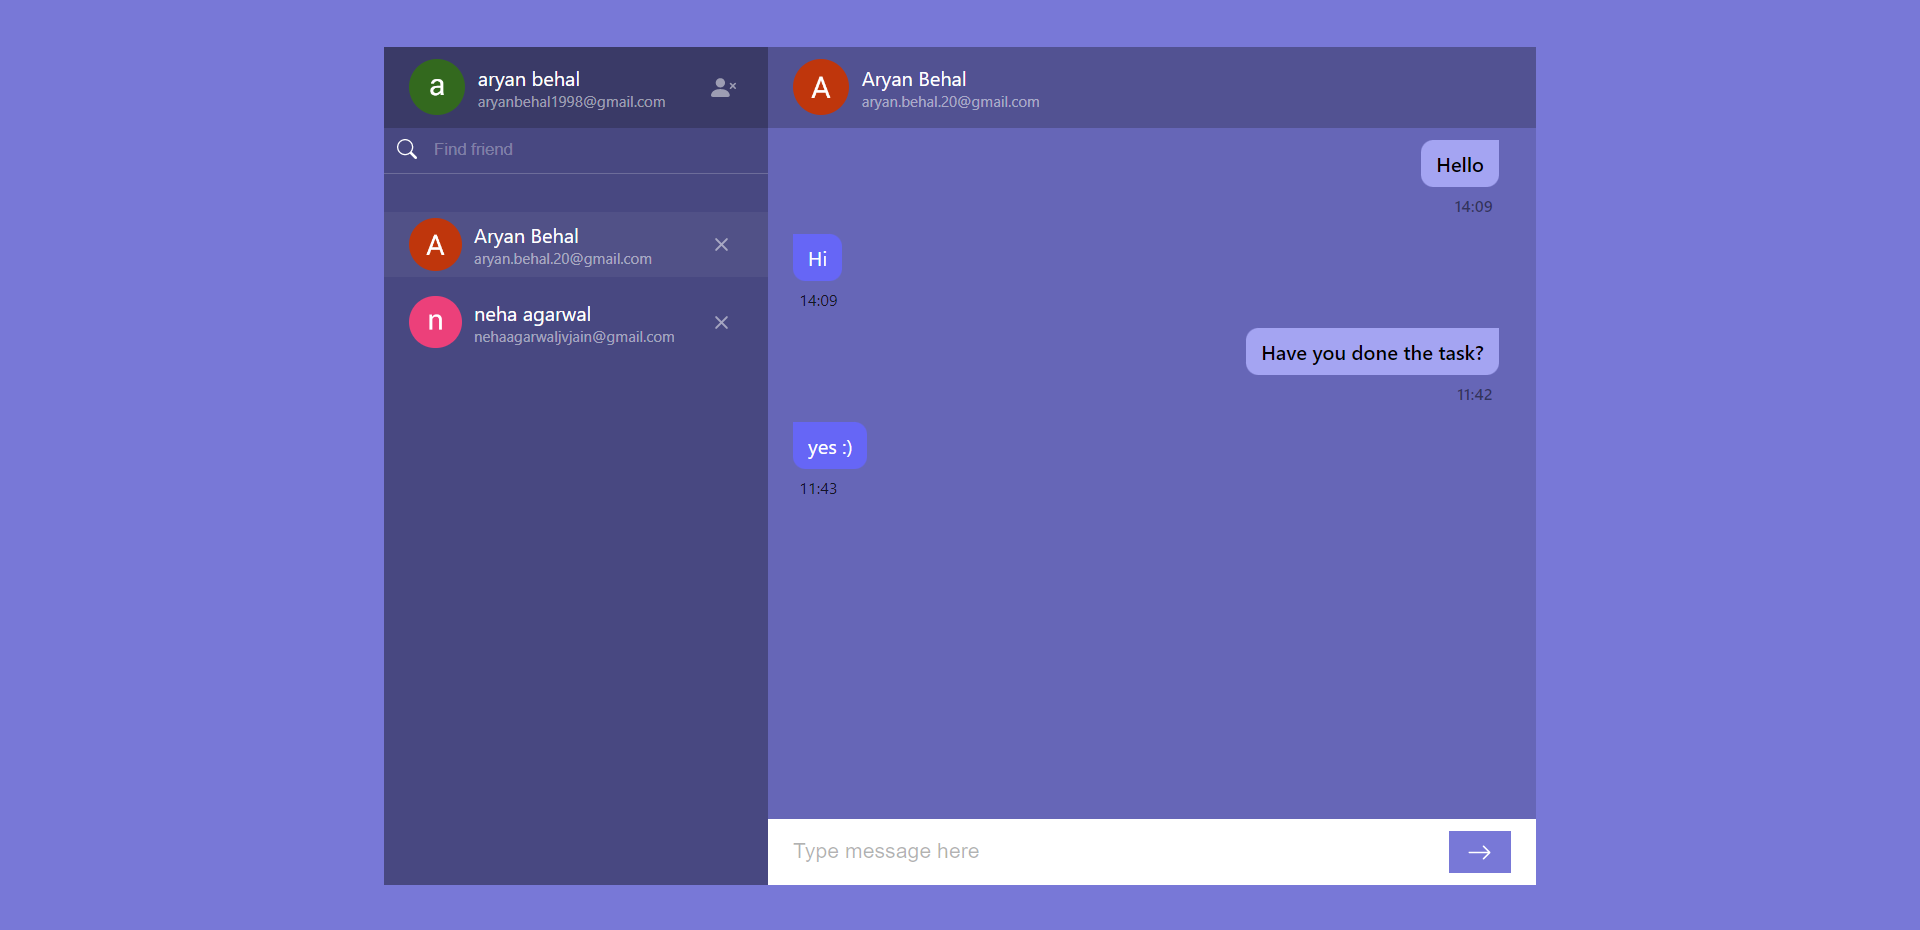 a
aryan behal
aryanbehal1998@gmail.com
Find friend
A
Aryan Behal
aryan.behal.20@gmail.com
n
neha agarwal
nehaagarwaljvjain@gmail.com
A
Aryan Behal
aryan.behal.20@gmail.com
Hello
14:09
Hi
14:09
Have you done the task?
11:42
yes :)
11:43
Type message here